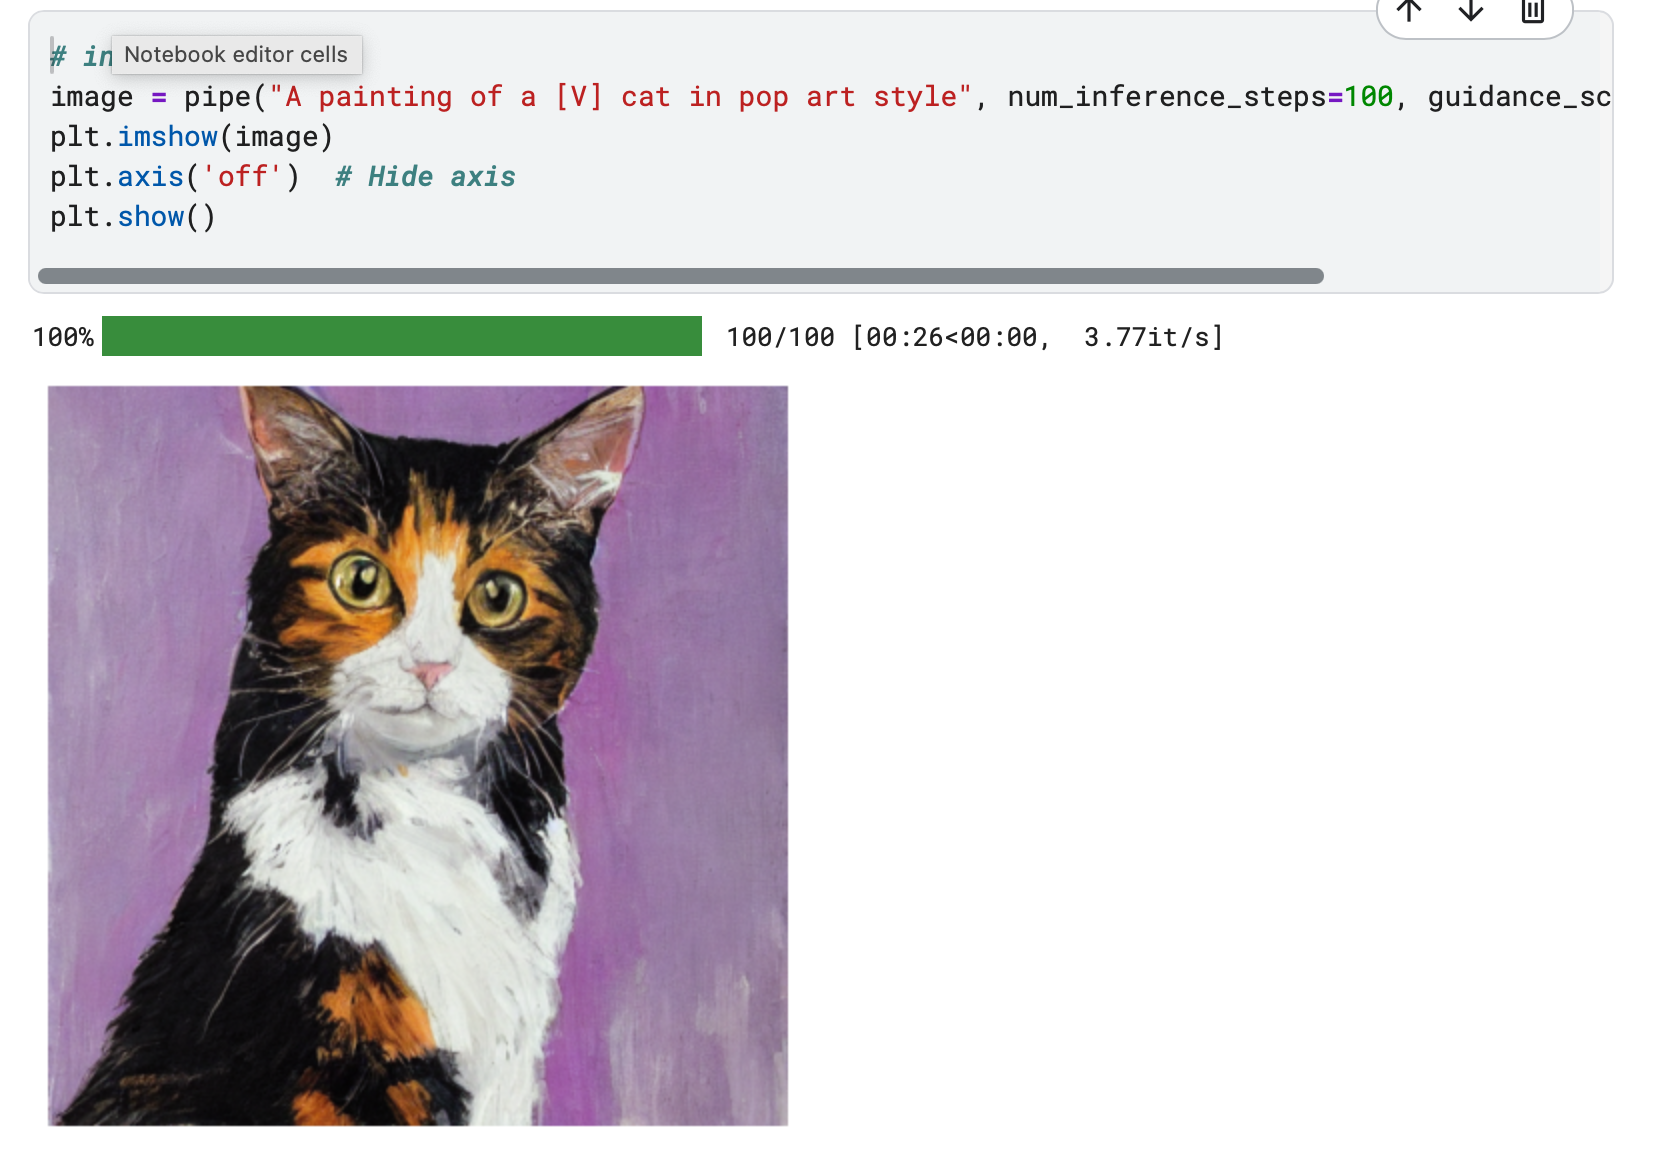 # in
Notebook editor cells
image = pipe("A painting of a [V] cat in pop art style", num_inference_steps=100, guidance_sc
plt.imshow(image)
plt.axis('off')  # Hide axis
plt.show()
100% 100/100 [00:26<00:00,  3.77it/s]